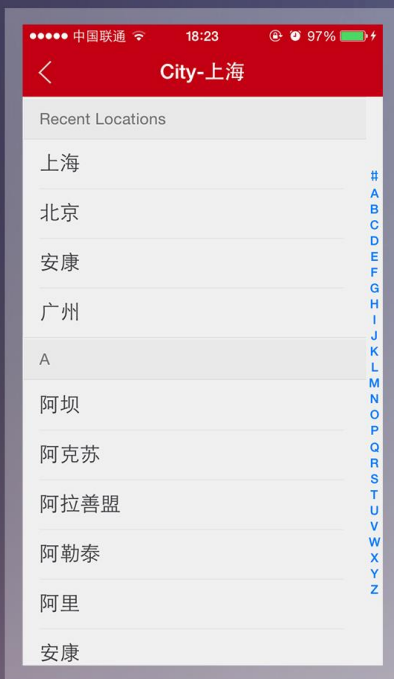 中国联通 18:23 97%
City-上海
Recent Locations
上海
北京
安康
广州
A
阿坝
阿克苏
阿拉善盟
阿勒泰
阿里
安康
#
A
B
C
D
E
F
G
H
I
J
K
L
M
N
O
P
Q
R
S
T
U
V
W
X
Y
Z